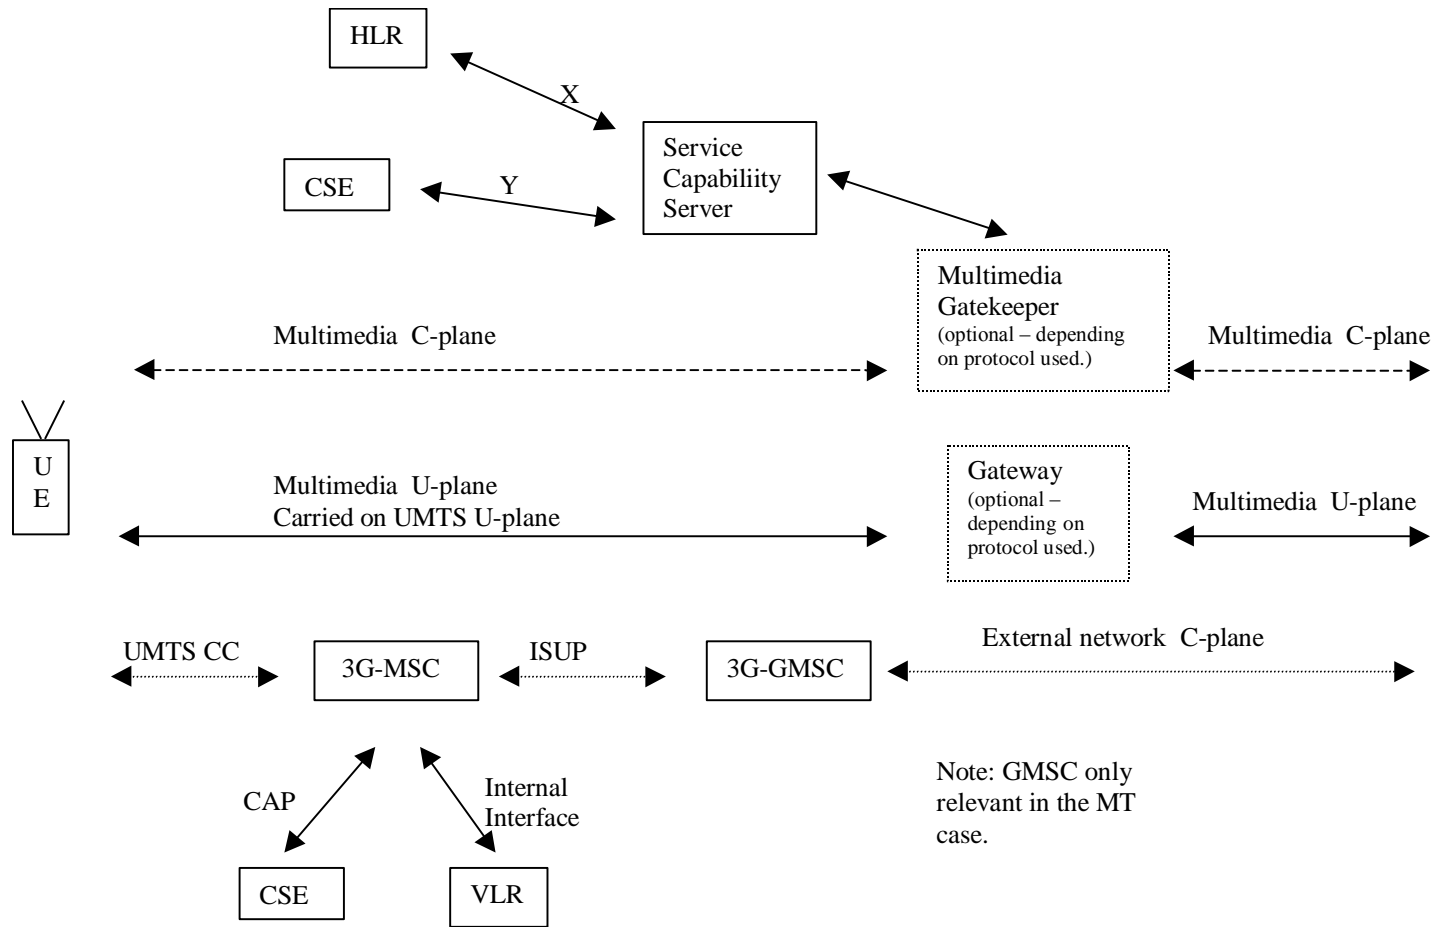 HLR
X
Service
Capabiliity
Server
CSE
Y
Multimedia
Gatekeeper
(optional – depending
on protocol used.)
Multimedia C-plane
Multimedia C-plane
U
E
Gateway
(optional –
depending on
protocol used.)
Multimedia U-plane
Carried on UMTS U-plane
Multimedia U-plane
UMTS CC
3G-MSC
ISUP
3G-GMSC
External network C-plane
CAP
Internal
Interface
Note: GMSC only
relevant in the MT
case.
CSE
VLR